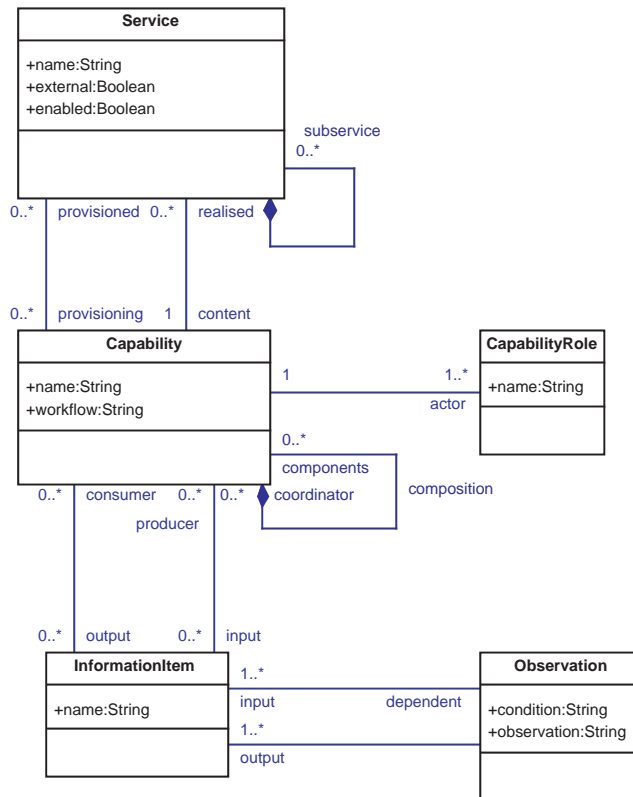 Service
+name:String
+external:Boolean
+enabled:Boolean
subservice
0..*
0..* provisioned 0..* realised
0..* provisioning 1 content
Capability
+name:String
+workflow:String
CapabilityRole
+name:String
1 1..*
actor
0..*
components
composition
0..* consumer 0..* 0..* coordinator
producer
0..* output 0..* input
InformationItem
+name:String
1..*
input dependent
1..*
output
Observation
+condition:String
+observation:String